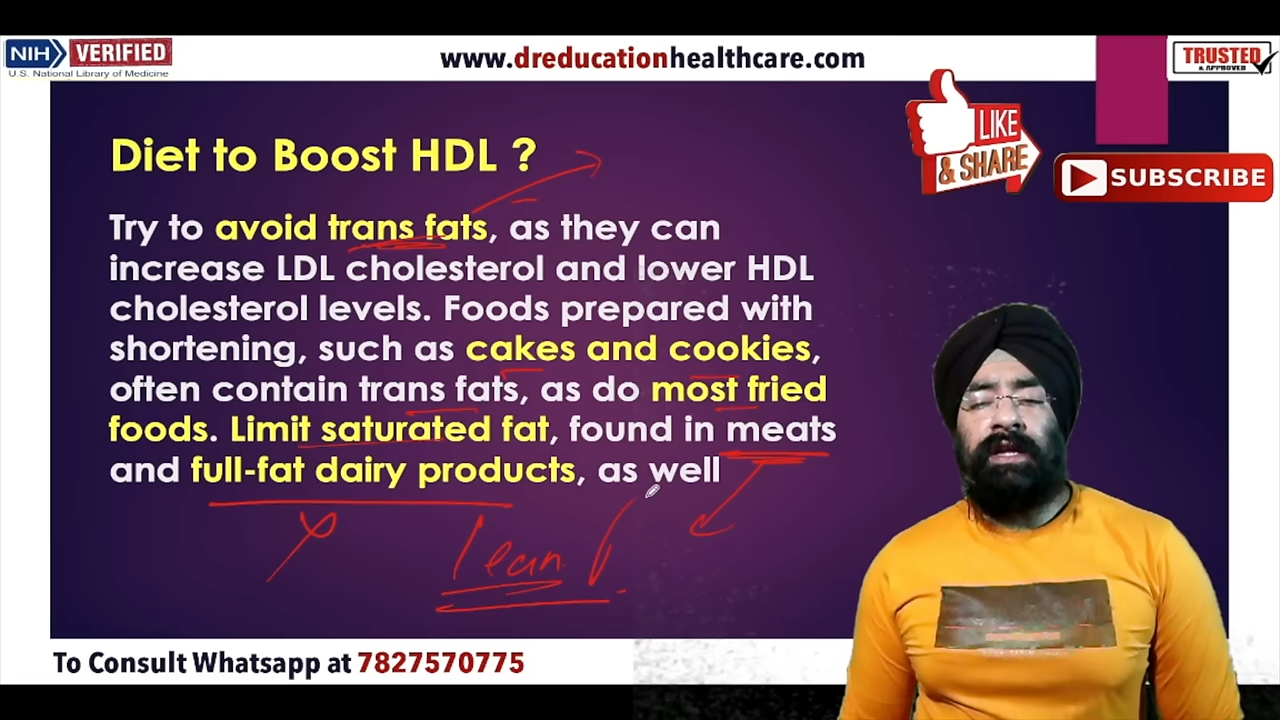 NIH VERIFIED
U.S. National Library of Medicine
www.dreducationhealthcare.com
TRUSTED
& APPROVED
LIKE
& SHARE
SUBSCRIBE
Diet to Boost HDL ?
Try to avoid trans fats, as they can
increase LDL cholesterol and lower HDL
cholesterol levels. Foods prepared with
shortening, such as cakes and cookies,
often contain trans fats, as do most fried
foods. Limit saturated fat, found in meats
and full-fat dairy products, as well
lean
To Consult Whatsapp at 7827570775